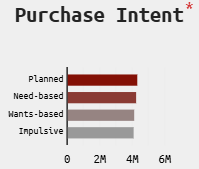 Purchase Intent*
Planned
Need-based
Wants-based
Impulsive
0 2M 4M 6M